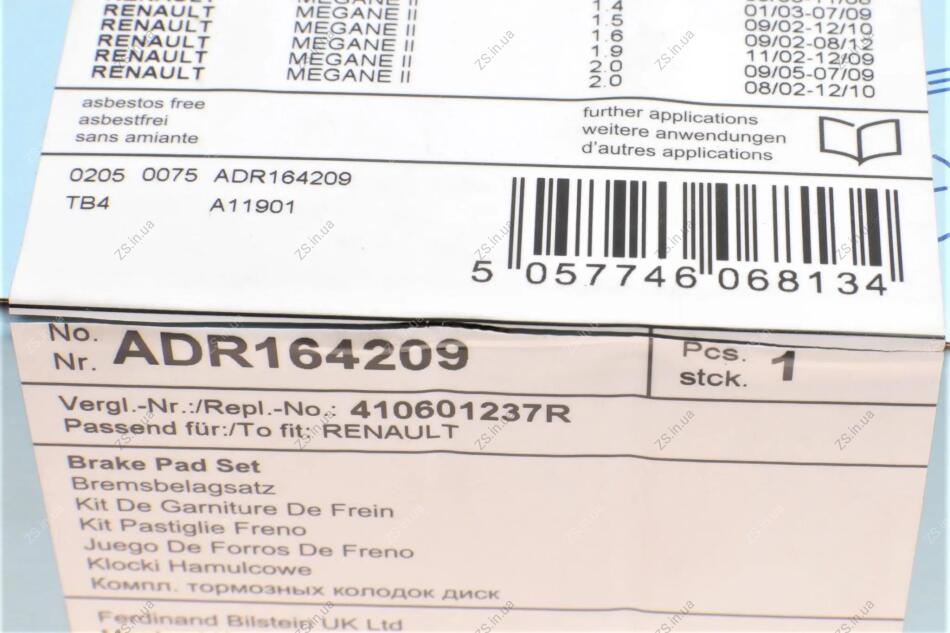 RENAULT MEGANE II 1.4 03/03-07/09
RENAULT MEGANE II 1.5 09/02-12/10
RENAULT MEGANE II 1.6 09/02-08/12
RENAULT MEGANE II 1.9 11/02-12/09
RENAULT MEGANE II 2.0 09/05-07/09
RENAULT MEGANE II 2.0 08/02-12/10
asbestos free
asbestfrei
sans amiante
further applications
weitere anwendungen
d'autres applications
0205 0075 ADR164209
TB4 A11901
5 057746 068134
No.
Nr. ADR164209
Pcs.
stck. 1
Vergl.-Nr.:/Repl.-No.: 410601237R
Passend für:/To fit: RENAULT
Brake Pad Set
Bremsbelagsatz
Kit De Garniture De Frein
Kit Pastiglie Freno
Juego De Forros De Freno
Klocki Hamulcowe
Компл. тормозных колодок диск
Ferdinand Bilstein UK Ltd
ZS.in.ua